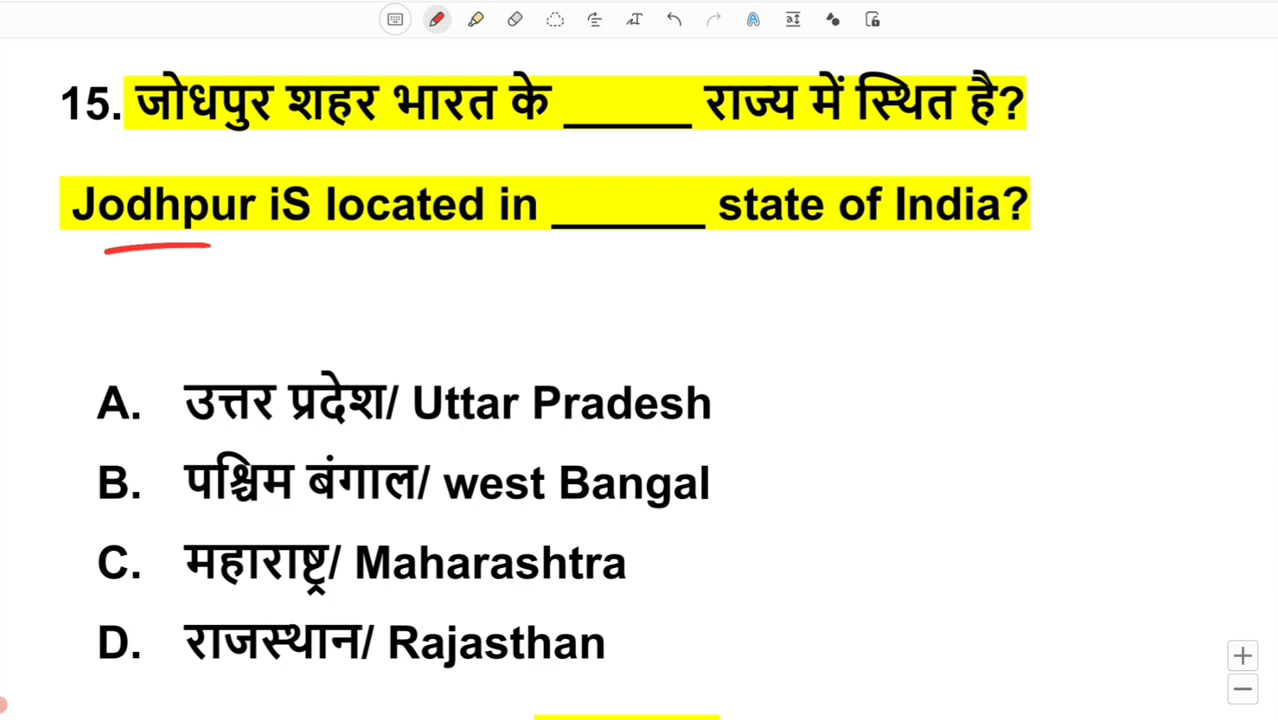 15. जोधपुर शहर भारत के _____ राज्य में स्थित है?
Jodhpur iS located in ______ state of India?
A. उत्तर प्रदेश/ Uttar Pradesh
B. पश्चिम बंगाल/ west Bangal
C. महाराष्ट्र/ Maharashtra
D. राजस्थान/ Rajasthan